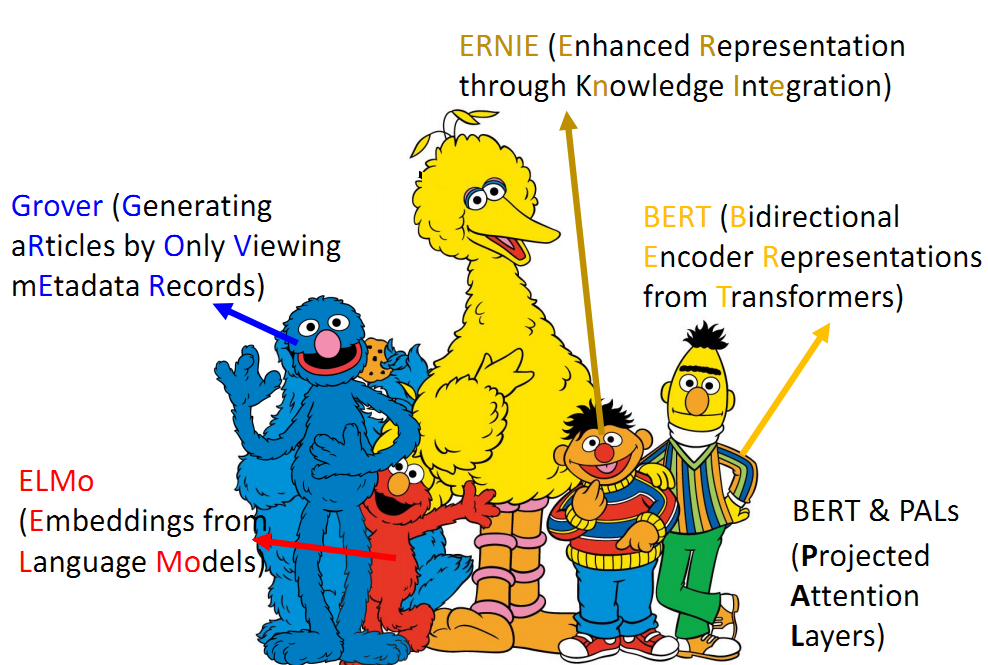 ERNIE (Enhanced Representation
through Knowledge Integration)
Grover (Generating
aRticles by Only Viewing
mEtadata Records)
BERT (Bidirectional
Encoder Representations
from Transformers)
ELMo
(Embeddings from
Language Models)
BERT & PALs
(Projected
Attention
Layers)